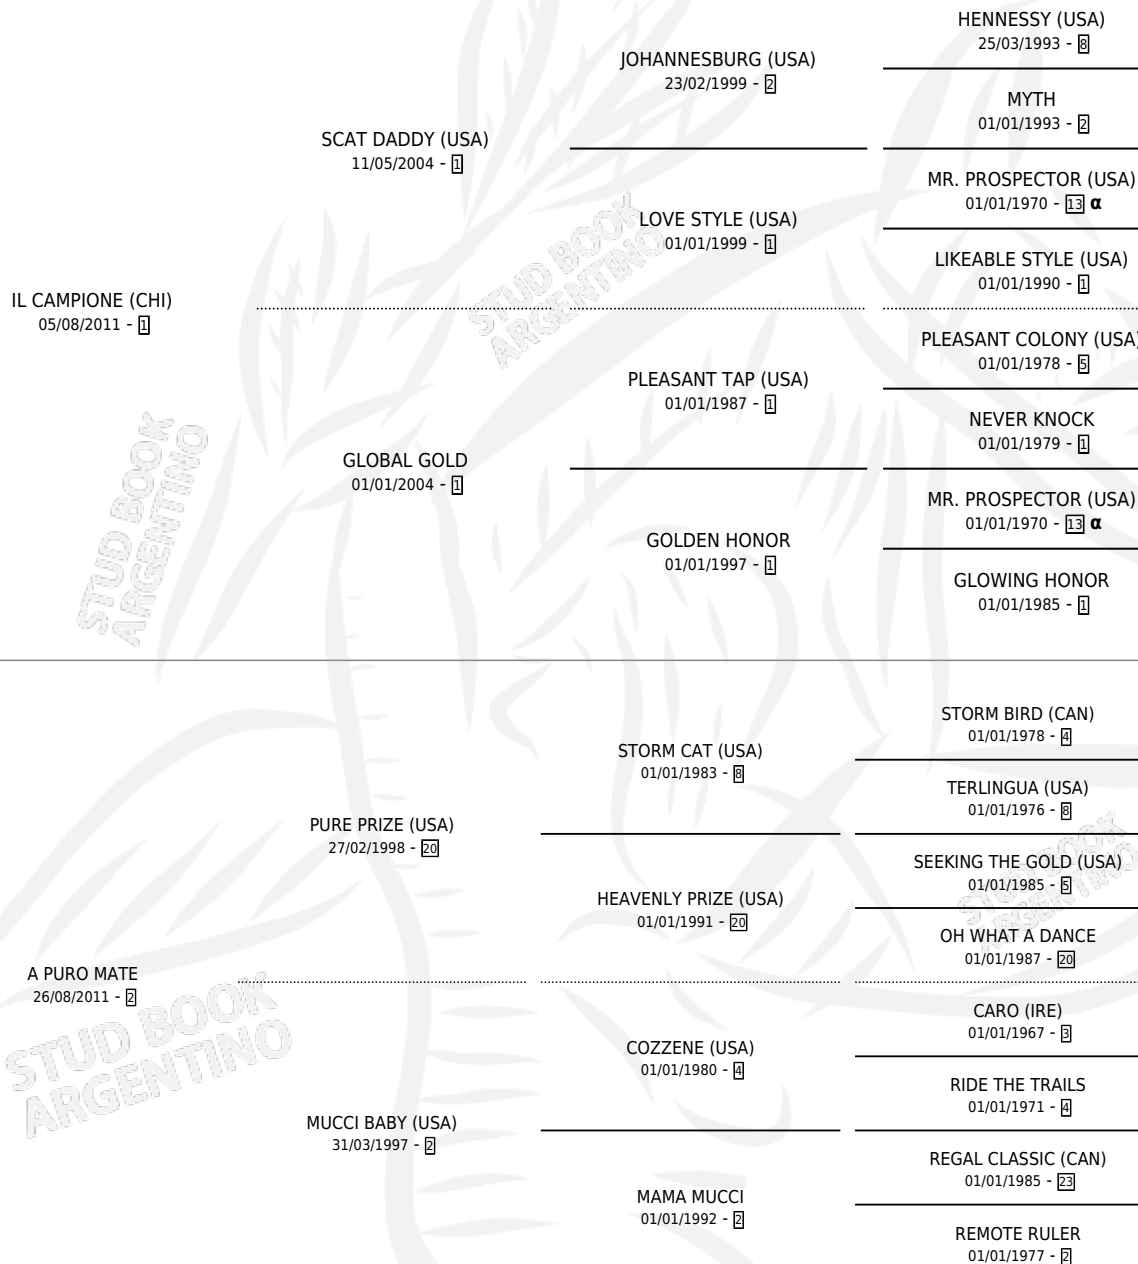 HENNESSY (USA)
25/03/1993 - 8
JOHANNESBURG (USA)
23/02/1999 - 2
MYTH
01/01/1993 - 2
SCAT DADDY (USA)
11/05/2004 - 1
MR. PROSPECTOR (USA)
01/01/1970 - 13 α
LOVE STYLE (USA)
01/01/1999 - 1
LIKEABLE STYLE (USA)
01/01/1990 - 1
IL CAMPIONE (CHI)
05/08/2011 - 1
PLEASANT COLONY (USA)
01/01/1978 - 5
PLEASANT TAP (USA)
01/01/1987 - 1
NEVER KNOCK
01/01/1979 - 1
GLOBAL GOLD
01/01/2004 - 1
MR. PROSPECTOR (USA)
01/01/1970 - 13 α
GOLDEN HONOR
01/01/1997 - 1
GLOWING HONOR
01/01/1985 - 1
STUD BOOK
ARGENTINO
STUD BOOK
ARGENTINO
STORM BIRD (CAN)
01/01/1978 - 4
STORM CAT (USA)
01/01/1983 - 8
TERLINGUA (USA)
01/01/1976 - 8
PURE PRIZE (USA)
27/02/1998 - 20
SEEKING THE GOLD (USA)
01/01/1985 - 5
HEAVENLY PRIZE (USA)
01/01/1991 - 20
OH WHAT A DANCE
01/01/1987 - 20
A PURO MATE
26/08/2011 - 2
CARO (IRE)
01/01/1967 - 3
COZZENE (USA)
01/01/1980 - 4
RIDE THE TRAILS
01/01/1971 - 4
MUCCI BABY (USA)
31/03/1997 - 2
REGAL CLASSIC (CAN)
01/01/1985 - 23
MAMA MUCCI
01/01/1992 - 2
REMOTE RULER
01/01/1977 - 2
STUD BOOK
ARGENTINO
STUD BOOK
ARGENTINO